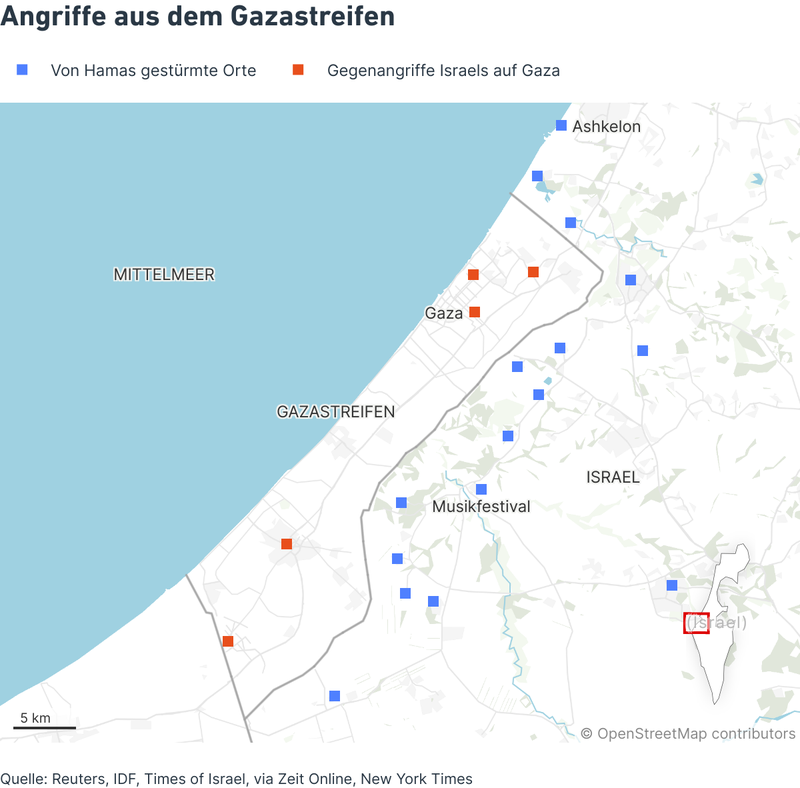 Angriffe aus dem Gazastreifen
Von Hamas gestürmte Orte
Gegenangriffe Israels auf Gaza
Ashkelon
MITTELMEER
Gaza
GAZASTREIFEN
ISRAEL
Musikfestival
(Israel)
5 km
© OpenStreetMap contributors
Quelle: Reuters, IDF, Times of Israel, via Zeit Online, New York Times